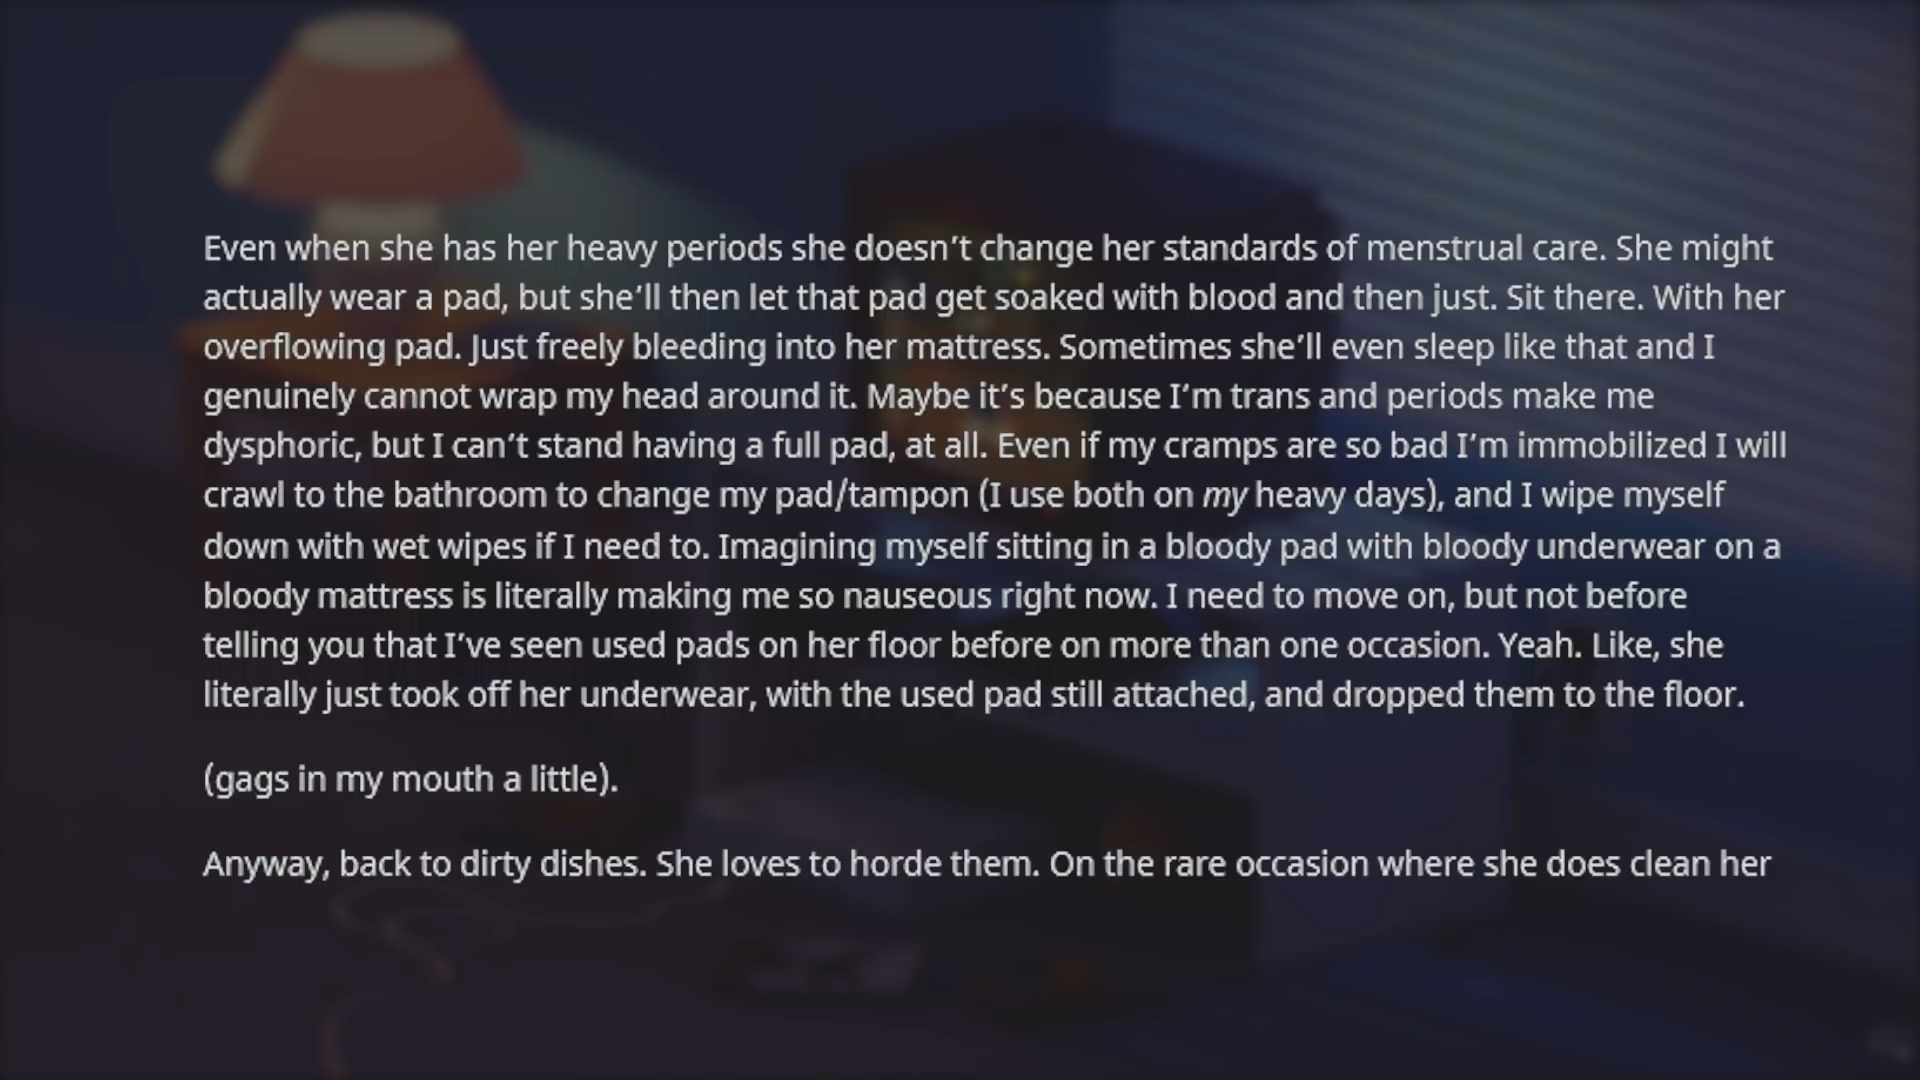 Even when she has her heavy periods she doesn't change her standards of menstrual care. She might
actually wear a pad, but she'll then let that pad get soaked with blood and then just. Sit there. With her
overflowing pad. Just freely bleeding into her mattress. Sometimes she'll even sleep like that and I
genuinely cannot wrap my head around it. Maybe it's because I'm trans and periods make me
dysphoric, but I can't stand having a full pad, at all. Even if my cramps are so bad I'm immobilized I will
crawl to the bathroom to change my pad/tampon (I use both on my heavy days), and I wipe myself
down with wet wipes if I need to. Imagining myself sitting in a bloody pad with bloody underwear on a
bloody mattress is literally making me so nauseous right now. I need to move on, but not before
telling you that I've seen used pads on her floor before on more than one occasion. Yeah. Like, she
literally just took off her underwear, with the used pad still attached, and dropped them to the floor.
(gags in my mouth a little).
Anyway, back to dirty dishes. She loves to horde them. On the rare occasion where she does clean her